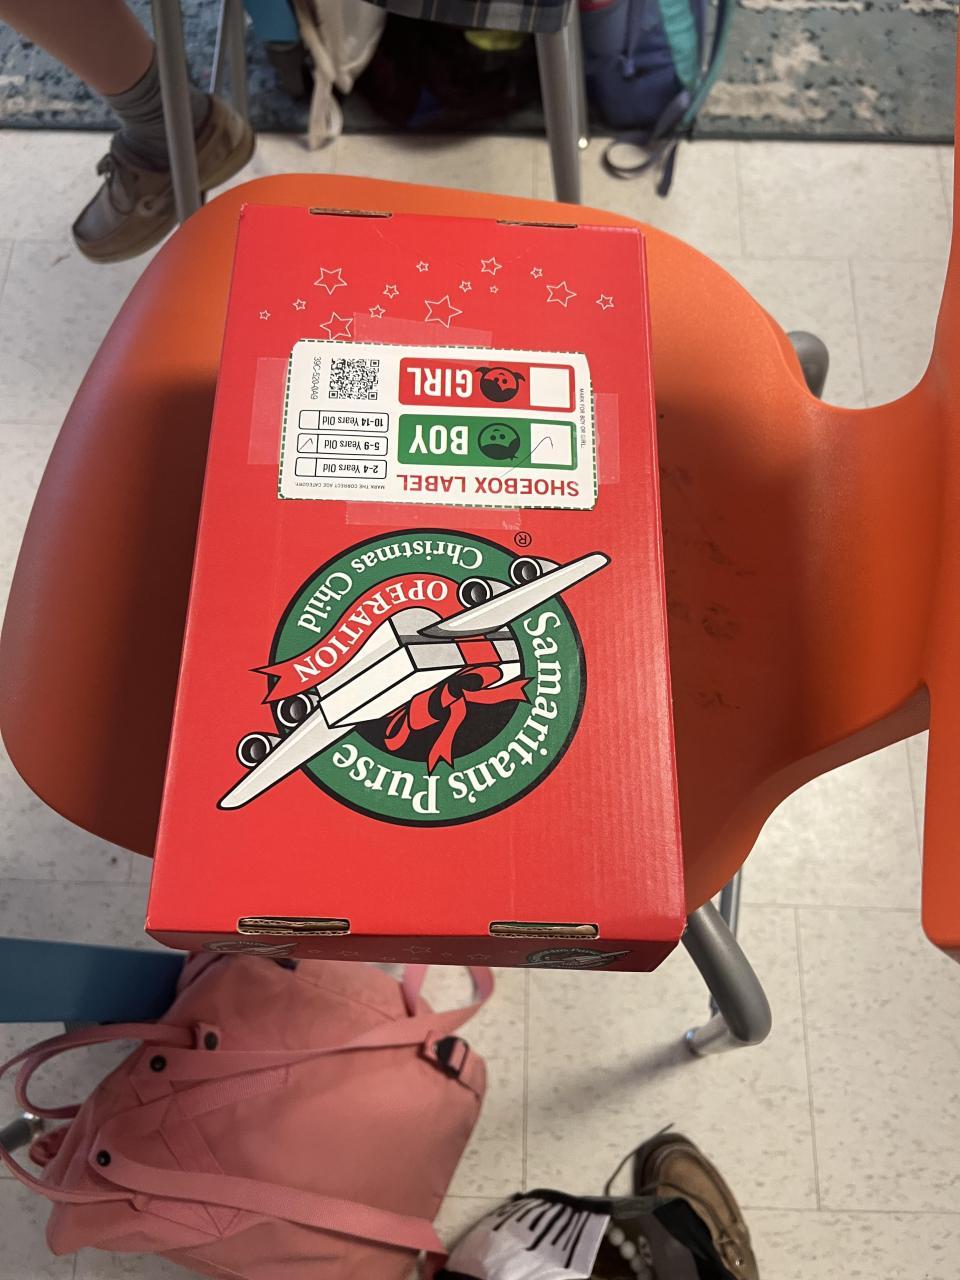 SHOEBOX LABEL
MARK THE CORRECT AGE CATEGORY:
BOY
2-4 Years Old
5-9 Years Old
GIRL
10-14 Years Old
MARK FOR BOY OR GIRL:
Samaritan's Purse
OPERATION
Christmas Child
®